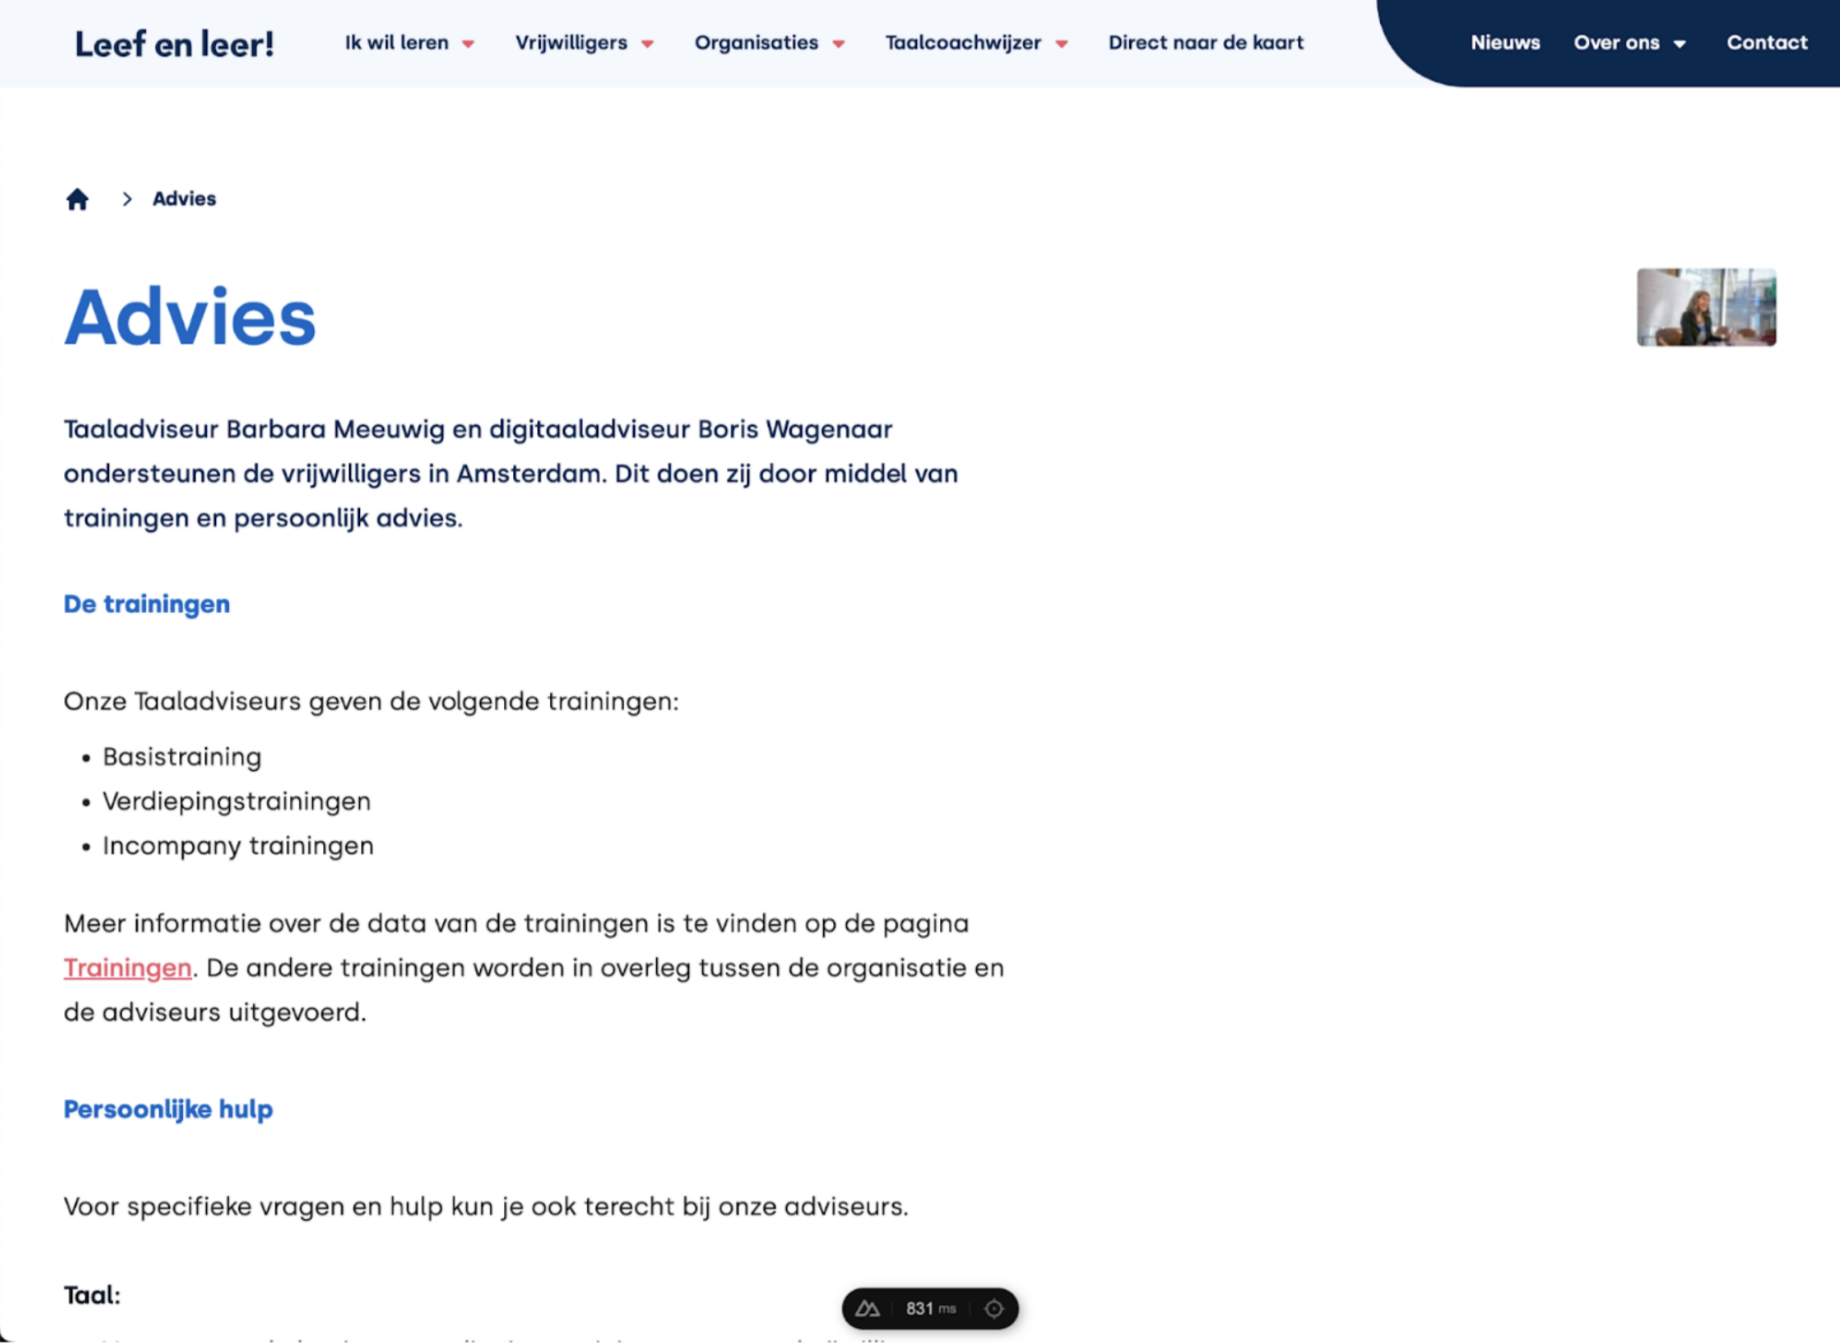 Leef en leer!
Ik wil leren
Vrijwilligers
Organisaties
Taalcoachwijzer
Direct naar de kaart
Nieuws
Over ons
Contact
Advies
Advies
Taaladviseur Barbara Meeuwig en digitaaladviseur Boris Wagenaar
ondersteunen de vrijwilligers in Amsterdam. Dit doen zij door middel van
trainingen en persoonlijk advies.
De trainingen
Onze Taaladviseurs geven de volgende trainingen:
• Basistraining
• Verdiepingstrainingen
• Incompany trainingen
Meer informatie over de data van de trainingen is te vinden op de pagina
Trainingen. De andere trainingen worden in overleg tussen de organisatie en
de adviseurs uitgevoerd.
Persoonlijke hulp
Voor specifieke vragen en hulp kun je ook terecht bij onze adviseurs.
Taal:
831 ms